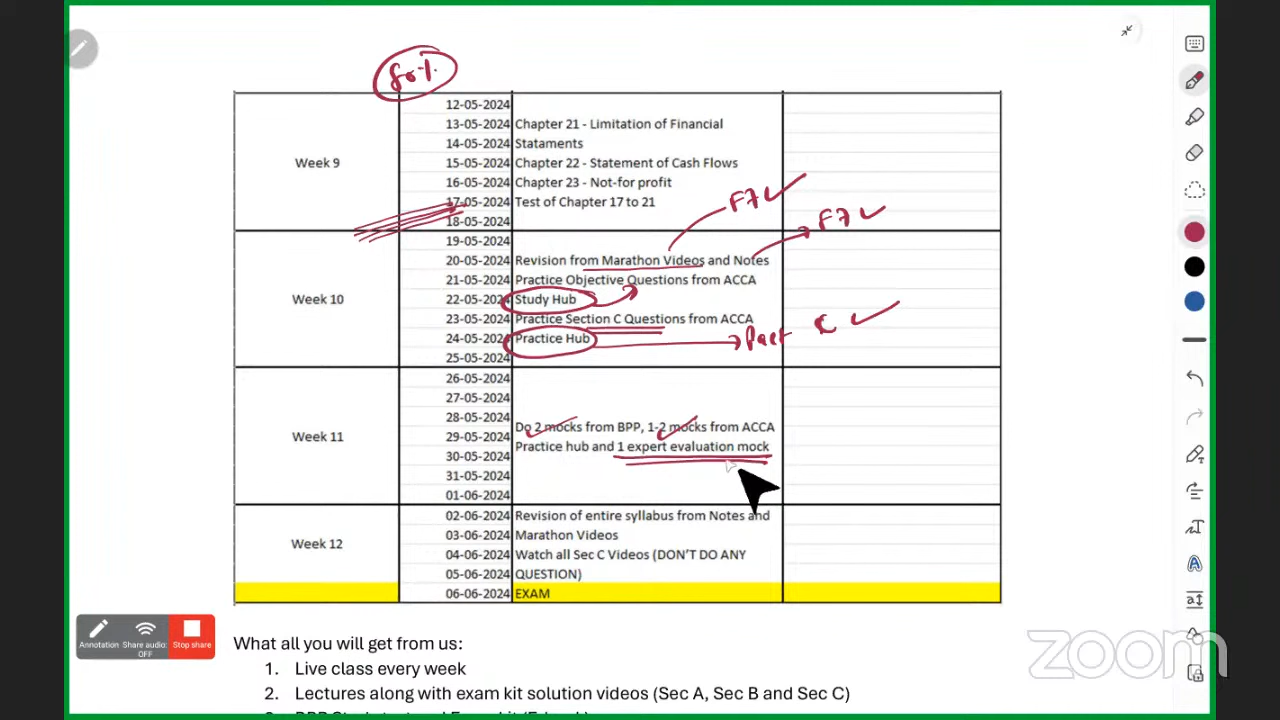 80%
12-05-2024
Week 9
13-05-2024 Chapter 21 - Limitation of Financial
14-05-2024 Stataments
15-05-2024 Chapter 22 - Statement of Cash Flows
16-05-2024 Chapter 23 - Not-for profit
17-05-2024 Test of Chapter 17 to 21
18-05-2024
F7
F7
19-05-2024
Week 10
20-05-2024 Revision from Marathon Videos and Notes
21-05-2024 Practice Objective Questions from ACCA
22-05-2024 Study Hub
23-05-2024 Practice Section C Questions from ACCA
24-05-2024 Practice Hub
Part C
25-05-2024
26-05-2024
Week 11
27-05-2024
28-05-2024
29-05-2024
30-05-2024
31-05-2024
01-06-2024
Do 2 mocks from BPP, 1-2 mocks from ACCA
Practice hub and 1 expert evaluation mock
Week 12
02-06-2024 Revision of entire syllabus from Notes and
03-06-2024 Marathon Videos
04-06-2024 Watch all Sec C Videos (DON'T DO ANY
05-06-2024 QUESTION)
06-06-2024 EXAM
Annotation
Share audio: OFF
Stop share
What all you will get from us:
1. Live class every week
2. Lectures along with exam kit solution videos (Sec A, Sec B and Sec C)
zoom